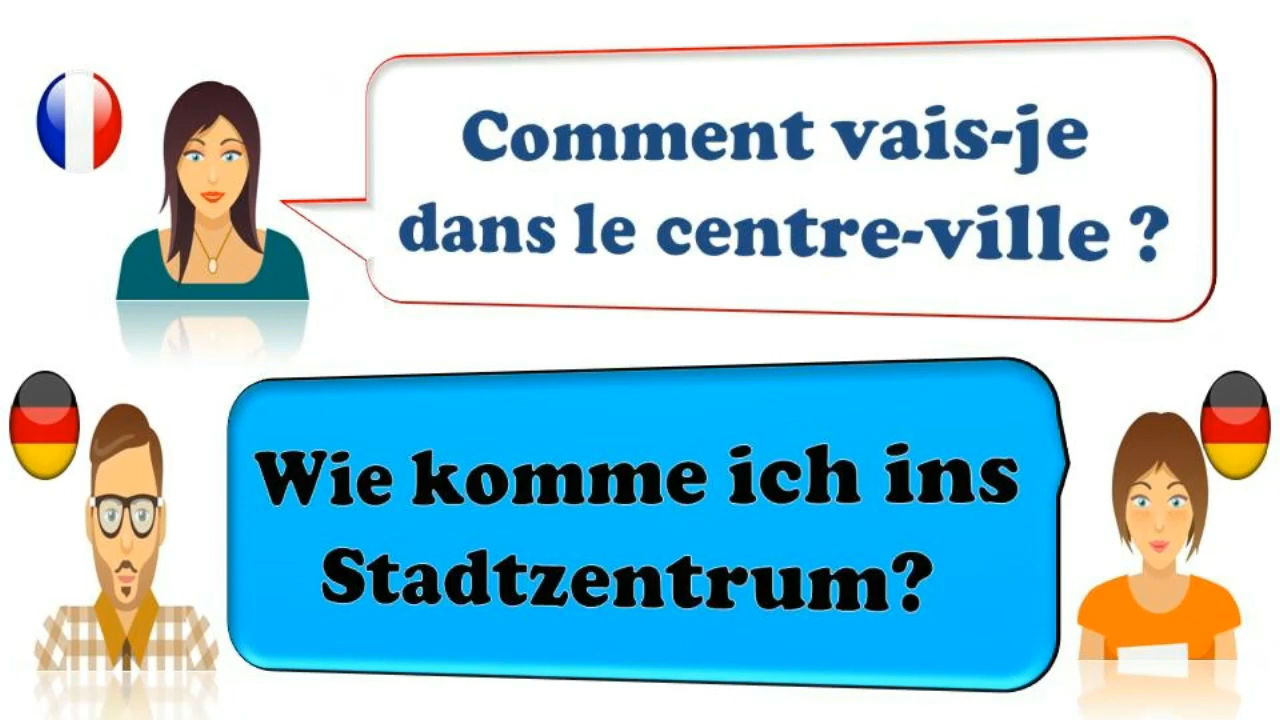 Comment vais-je
dans le centre-ville ?
Wie komme ich ins
Stadtzentrum?